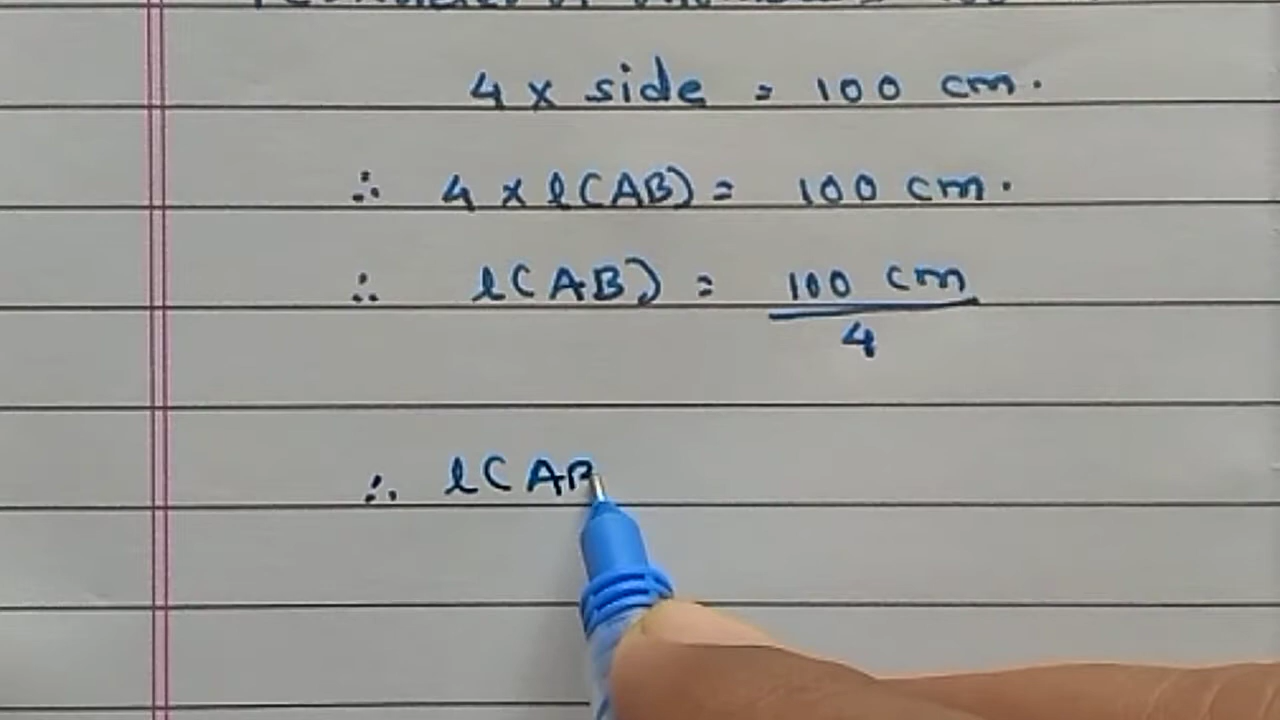 4 x side = 100 cm.
∴ 4 x l(AB) = 100 cm.
∴ l(AB) = 100 cm
4
∴ l(AB